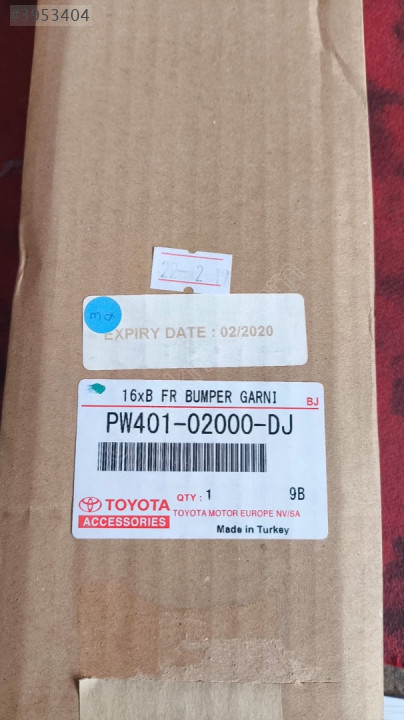 #3953404
EXPIRY DATE : 02/2020
16xB FR BUMPER GARNI
BJ
PW401-02000-DJ
QTY : 1
9B
TOYOTA
ACCESSORIES
TOYOTA MOTOR EUROPE NV/SA
Made in Turkey